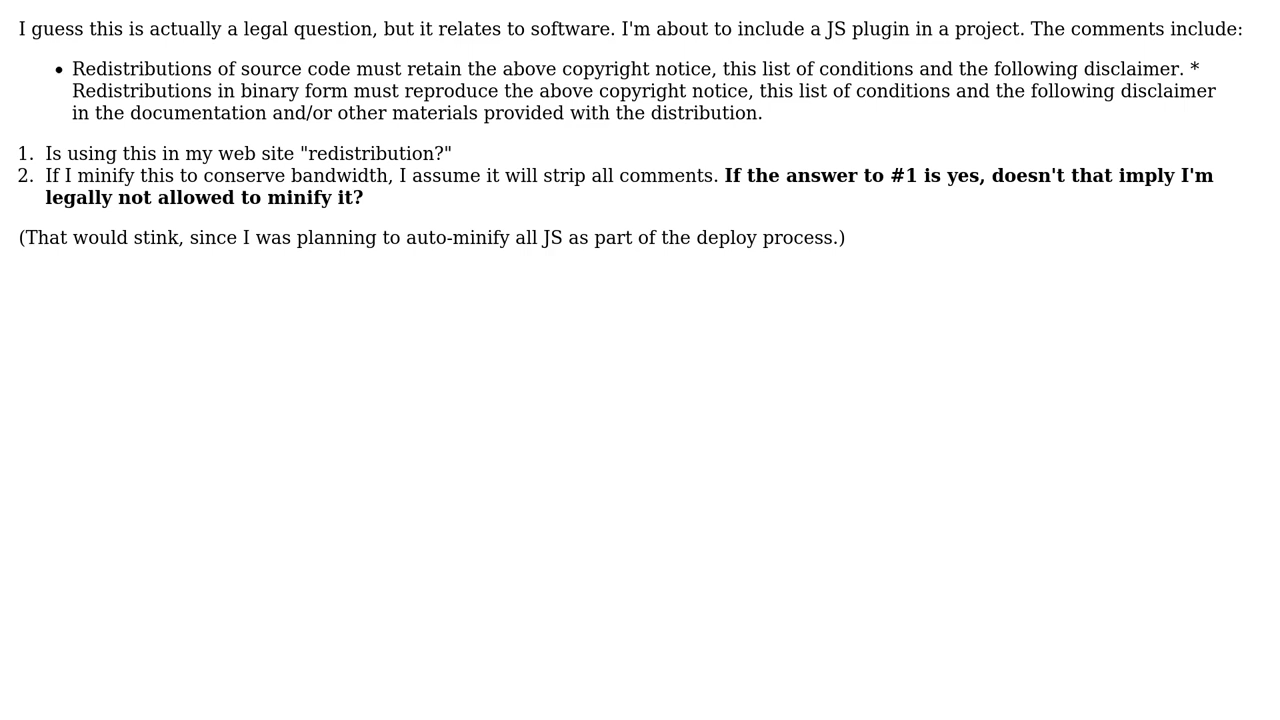 I guess this is actually a legal question, but it relates to software. I'm about to include a JS plugin in a project. The comments include:
• Redistributions of source code must retain the above copyright notice, this list of conditions and the following disclaimer. *
Redistributions in binary form must reproduce the above copyright notice, this list of conditions and the following disclaimer
in the documentation and/or other materials provided with the distribution.
1. Is using this in my web site "redistribution?"
2. If I minify this to conserve bandwidth, I assume it will strip all comments. If the answer to #1 is yes, doesn't that imply I'm
legally not allowed to minify it?
(That would stink, since I was planning to auto-minify all JS as part of the deploy process.)